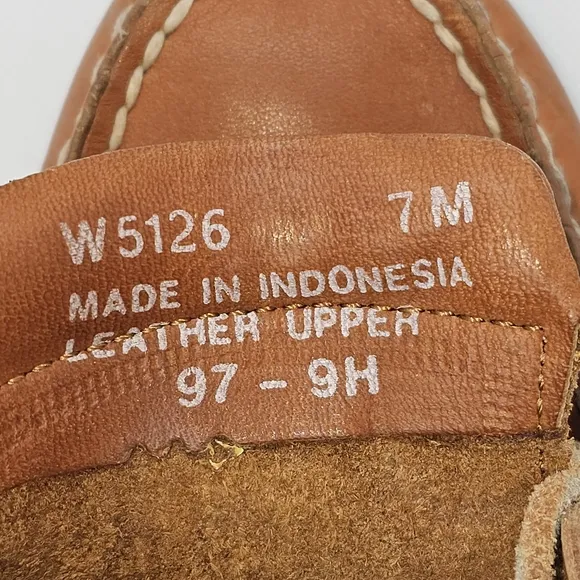 W5126 7M
MADE IN INDONESIA
LEATHER UPPER
97 - 9H